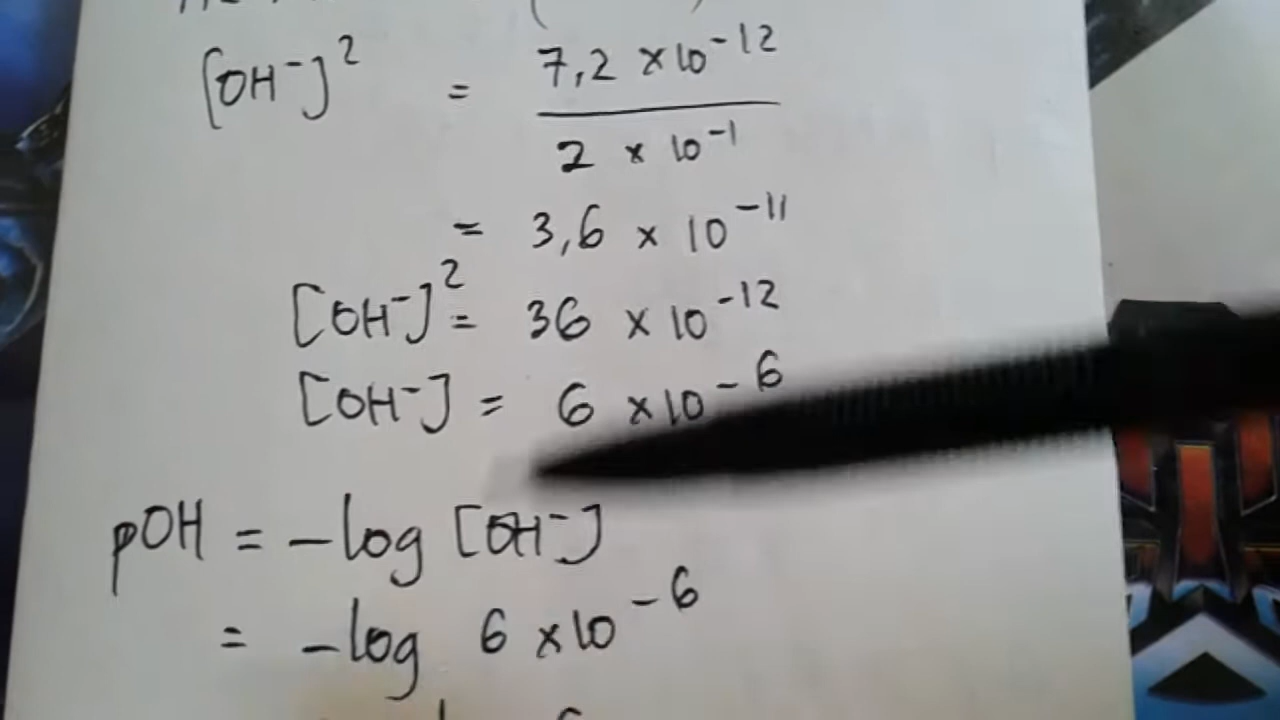 [OH⁻]² = 7,2 × 10⁻¹² / 2 × 10⁻¹
= 3,6 × 10⁻¹¹
[OH⁻]² = 36 × 10⁻¹²
[OH⁻] = 6 × 10⁻⁶
pOH = -log [OH⁻]
= -log 6 × 10⁻⁶